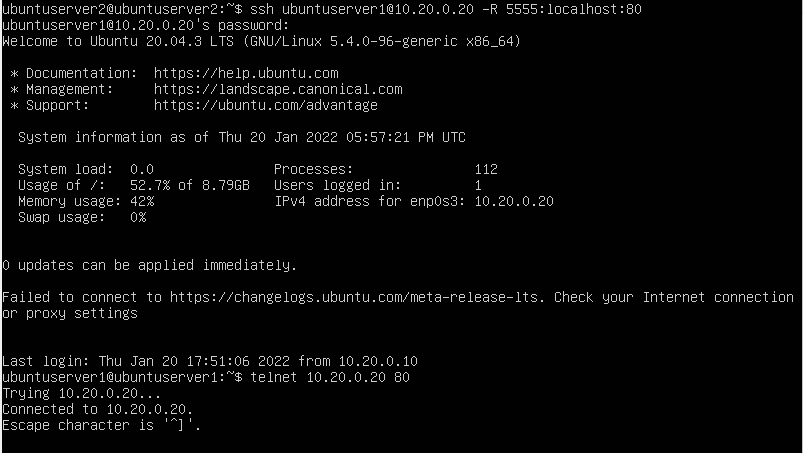 ubuntuserver2@ubuntuserver2:~$ ssh ubuntuserver1@10.20.0.20 -R 5555:localhost:80
ubuntuserver1@10.20.0.20's password:
Welcome to Ubuntu 20.04.3 LTS (GNU/Linux 5.4.0-96-generic x86_64)
* Documentation:  https://help.ubuntu.com
* Management:     https://landscape.canonical.com
* Support:        https://ubuntu.com/advantage
System information as of Thu 20 Jan 2022 05:57:21 PM UTC
System load:  0.0               Processes:               112
Usage of /:   52.7% of 8.79GB   Users logged in:         1
Memory usage: 42%               IPv4 address for enp0s3: 10.20.0.20
Swap usage:   0%
0 updates can be applied immediately.
Failed to connect to https://changelogs.ubuntu.com/meta-release-lts. Check your Internet connection
or proxy settings
Last login: Thu Jan 20 17:51:06 2022 from 10.20.0.10
ubuntuserver1@ubuntuserver1:~$ telnet 10.20.0.20 80
Trying 10.20.0.20...
Connected to 10.20.0.20.
Escape character is '^]'.